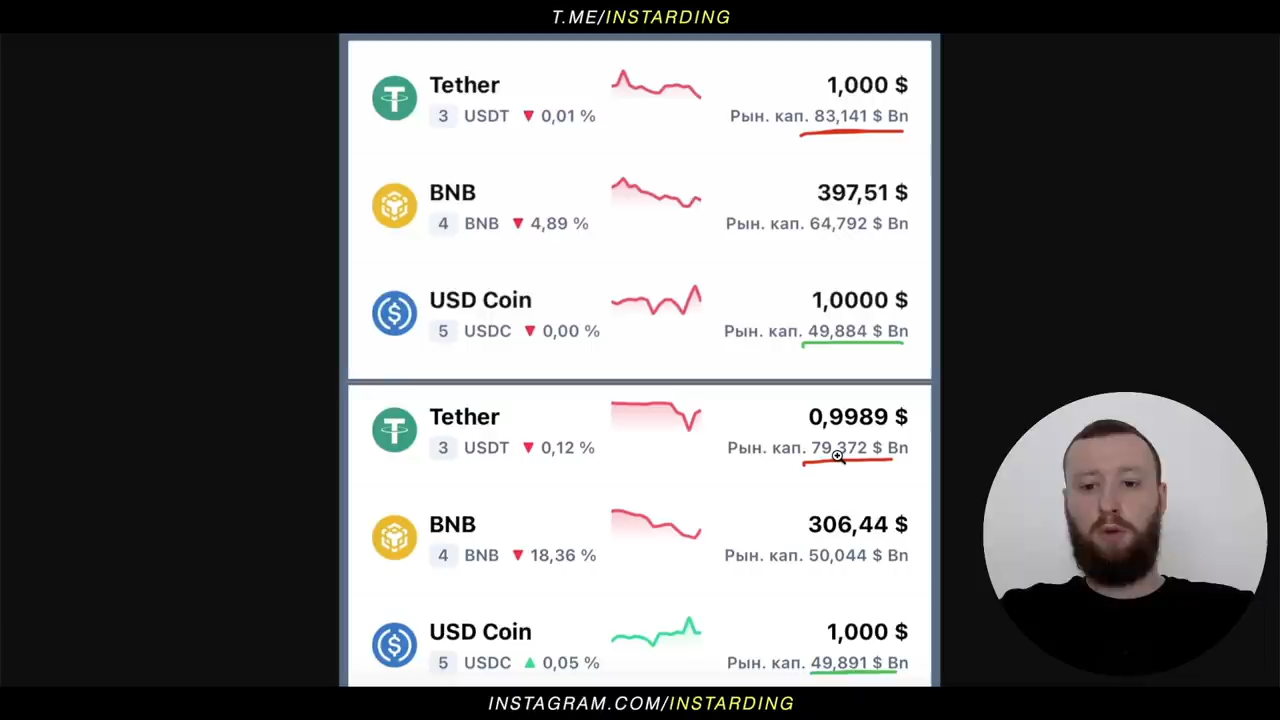 T.ME/INSTARDING
Tether
1,000 $
3 USDT ▼ 0,01 %
Рын. кап. 83,141 $ Bn
BNB
397,51 $
4 BNB ▼ 4,89 %
Рын. кап. 64,792 $ Bn
USD Coin
1,0000 $
5 USDC ▼ 0,00 %
Рын. кап. 49,884 $ Bn
Tether
0,9989 $
3 USDT ▼ 0,12 %
Рын. кап. 79,372 $ Bn
BNB
306,44 $
4 BNB ▼ 18,36 %
Рын. кап. 50,044 $ Bn
USD Coin
1,000 $
5 USDC ▲ 0,05 %
Рын. кап. 49,891 $ Bn
INSTAGRAM.COM/INSTARDING